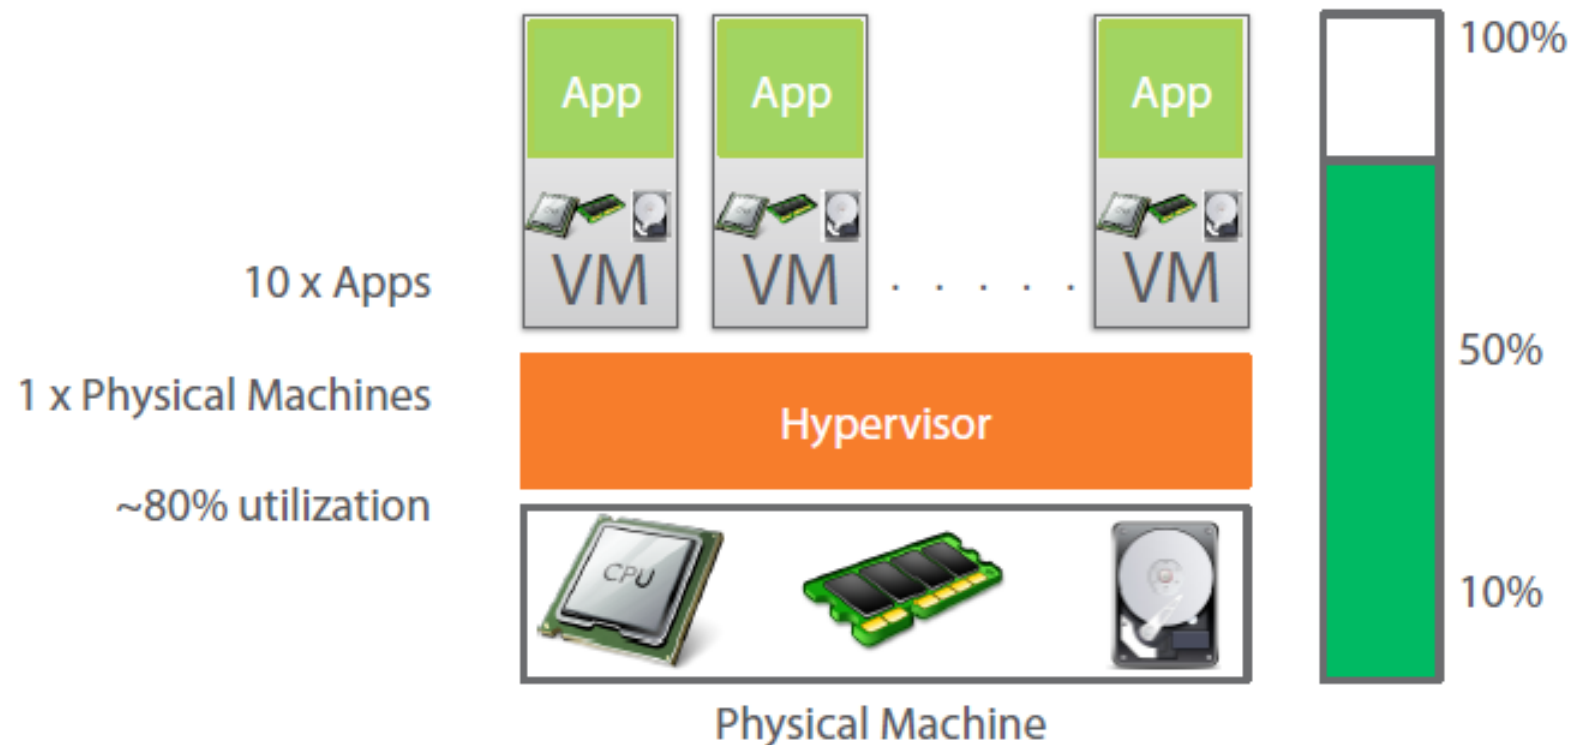 App
App
App
100%
VM
VM
. . . . .
VM
10 x Apps
50%
1 x Physical Machines
Hypervisor
~80% utilization
CPU
10%
Physical Machine